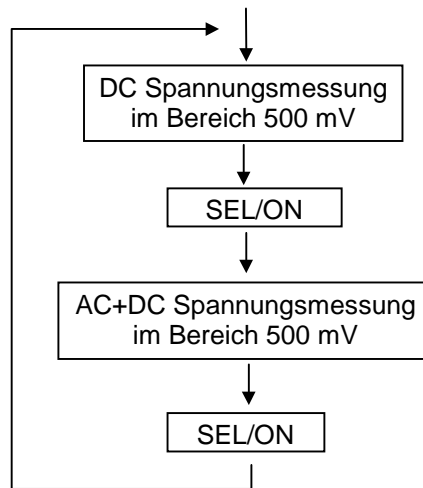 DC Spannungsmessung
im Bereich 500 mV
SEL/ON
AC+DC Spannungsmessung
im Bereich 500 mV
SEL/ON